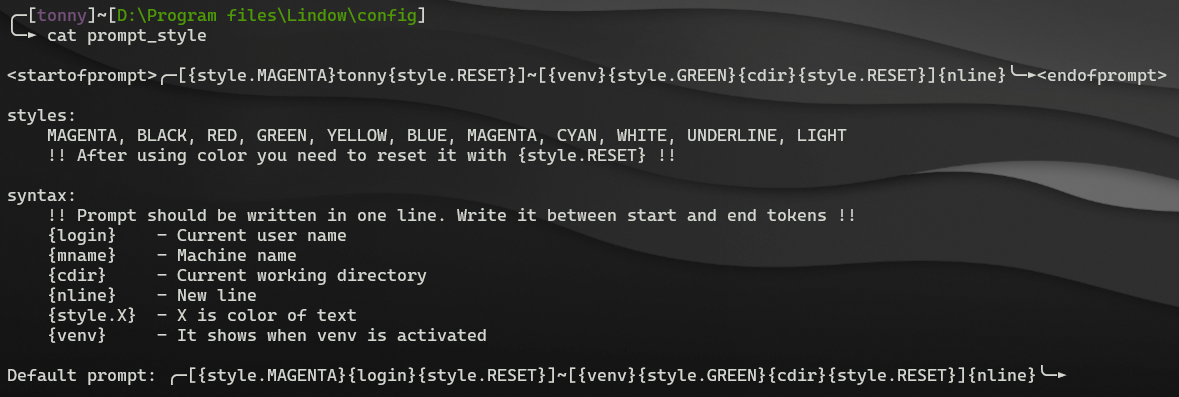 ╭─[tonny]~[D:\Program files\Lindow\config]
╰─► cat prompt_style
<startofprompt>╭─[{style.MAGENTA}tonny{style.RESET}]~[{venv}{style.GREEN}{cdir}{style.RESET}]{nline}╰─►<endofprompt>
styles:
    MAGENTA, BLACK, RED, GREEN, YELLOW, BLUE, MAGENTA, CYAN, WHITE, UNDERLINE, LIGHT
    !! After using color you need to reset it with {style.RESET} !!
syntax:
    !! Prompt should be written in one line. Write it between start and end tokens !!
    {login}    - Current user name
    {mname}    - Machine name
    {cdir}     - Current working directory
    {nline}    - New line
    {style.X}  - X is color of text
    {venv}     - It shows when venv is activated
Default prompt: ╭─[{style.MAGENTA}{login}{style.RESET}]~[{venv}{style.GREEN}{cdir}{style.RESET}]{nline}╰─►